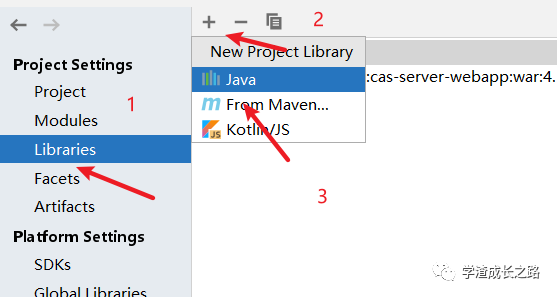 Project Settings
Project
1
Modules
Libraries
Facets
Artifacts
Platform Settings
SDKs
Global Libraries
2
New Project Library
Java
:cas-server-webapp:war:4.
From Maven...
Kotlin/JS
3
学渣成长之路